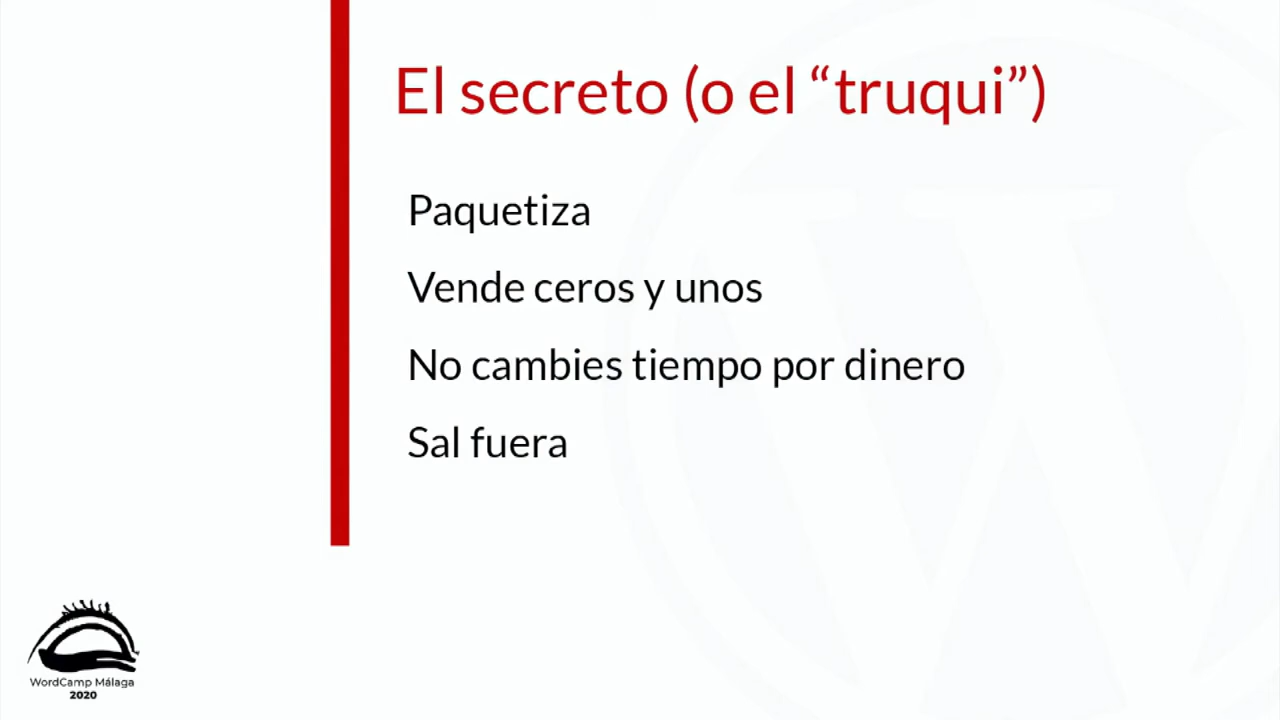 El secreto (o el “truqui”)
Paquetiza
Vende ceros y unos
No cambies tiempo por dinero
Sal fuera
WordCamp Málaga
2020